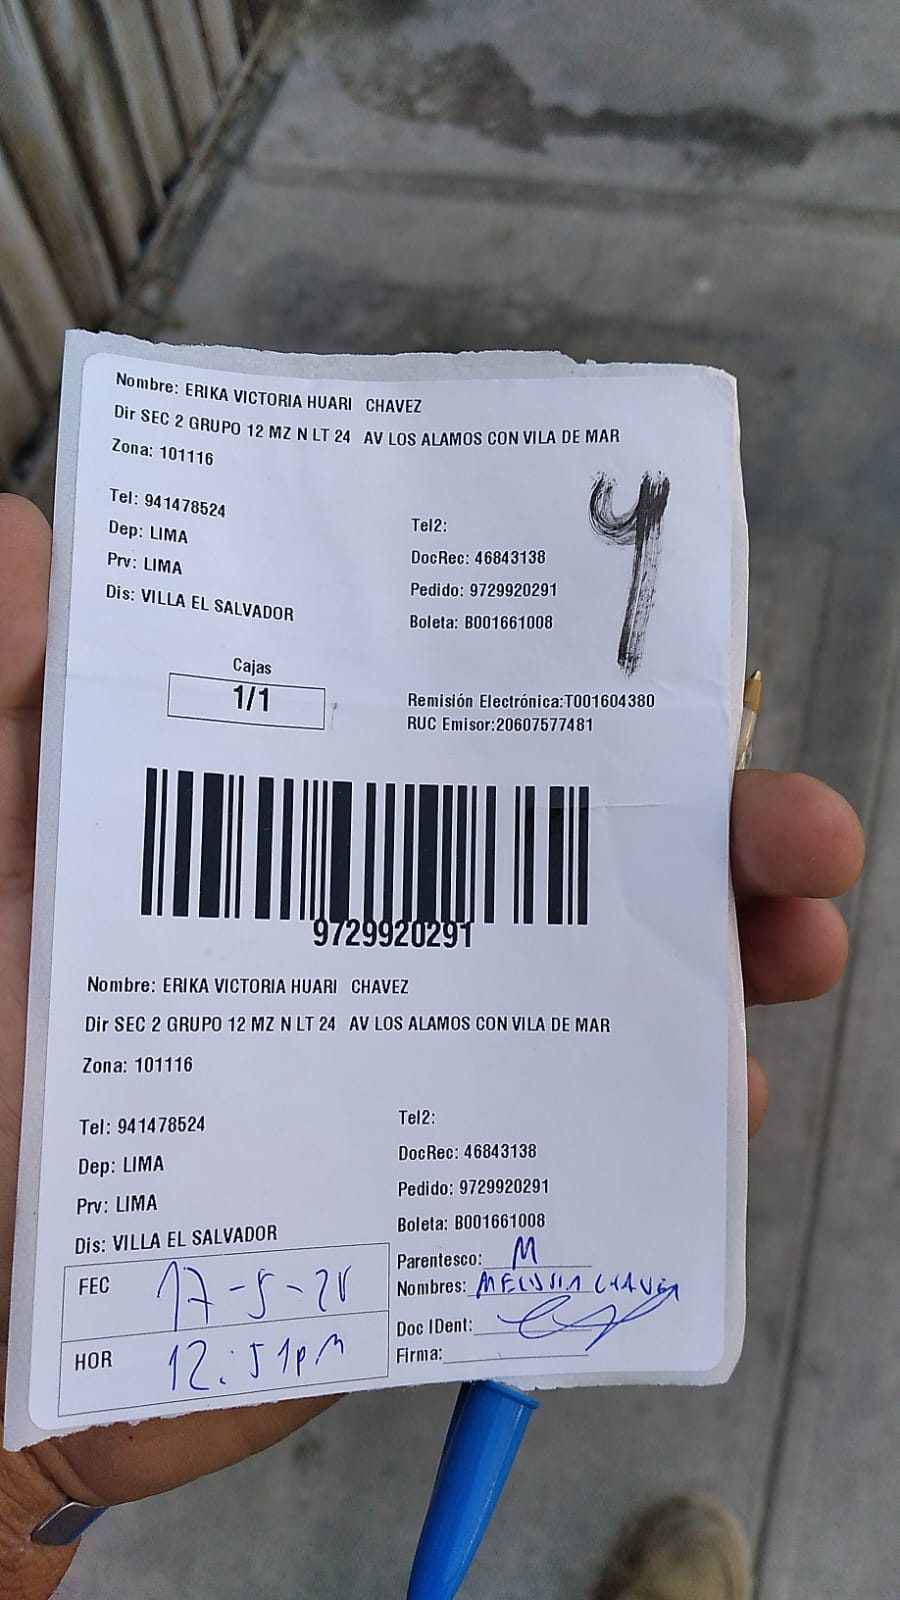 Nombre: ERIKA VICTORIA HUARI CHAVEZ
Dir SEC 2 GRUPO 12 MZ N LT 24 AV LOS ALAMOS CON VILA DE MAR
Zona: 101116
4
Tel: 941478524 Tel2:
Dep: LIMA DocRec: 46843138
Prv: LIMA Pedido: 9729920291
Dis: VILLA EL SALVADOR Boleta: B001661008
Cajas
1/1
Remisión Electrónica:T001604380
RUC Emisor:20607577481
9729920291
Nombre: ERIKA VICTORIA HUARI CHAVEZ
Dir SEC 2 GRUPO 12 MZ N LT 24 AV LOS ALAMOS CON VILA DE MAR
Zona: 101116
Tel: 941478524 Tel2:
Dep: LIMA DocRec: 46843138
Prv: LIMA Pedido: 9729920291
Dis: VILLA EL SALVADOR Boleta: B001661008
FEC 17-5-25
HOR 12:51pm
Parentesco: M
Nombres: MELISSA CHAVEZ
Doc IDent:
Firma: